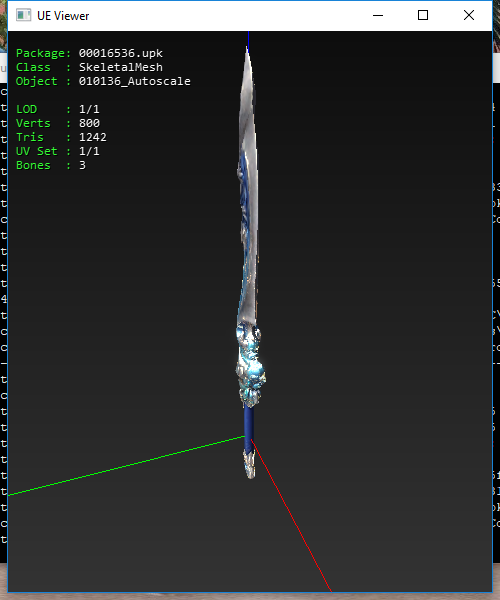 UE Viewer
Package: 00016536.upk
Class  : SkeletalMesh
Object : 010136_Autoscale
LOD    : 1/1
Verts  : 800
Tris   : 1242
UV Set : 1/1
Bones  : 3